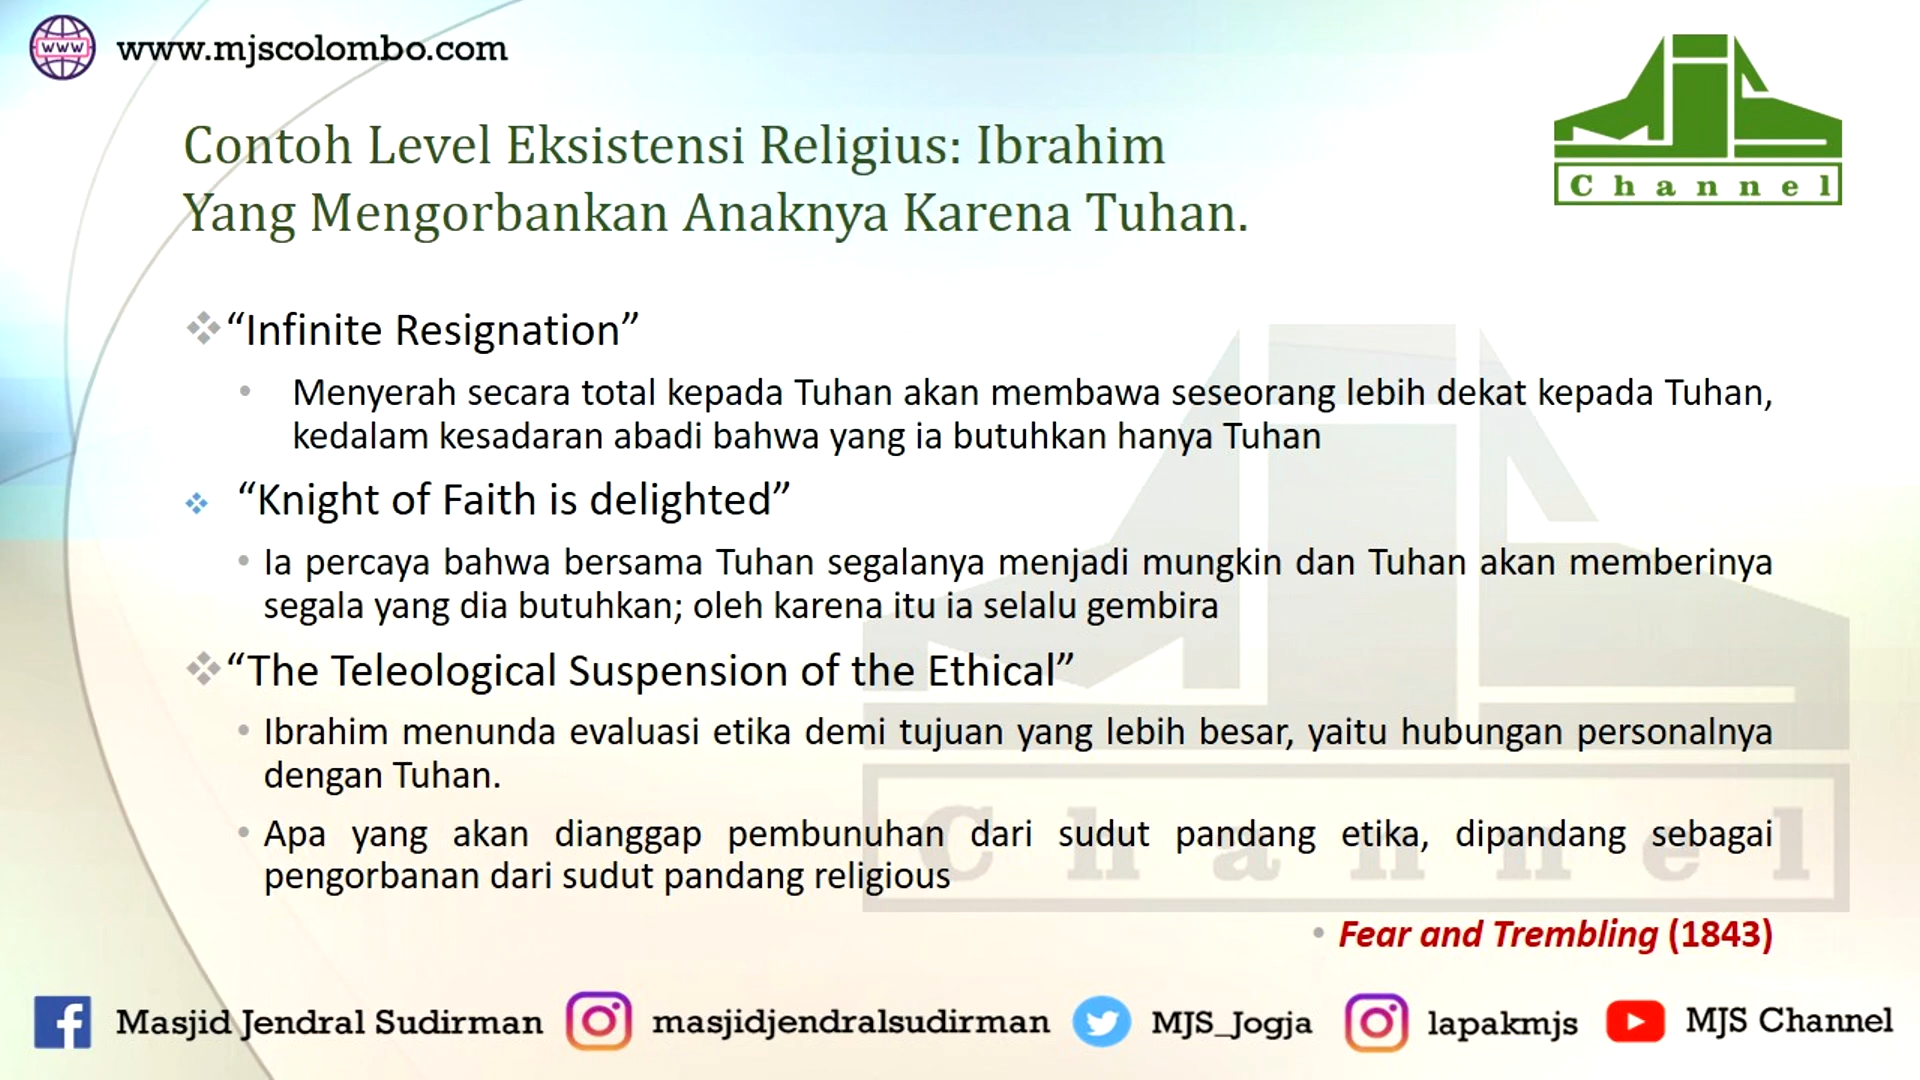 www
www.mjscolombo.com
MJS
Channel
Contoh Level Eksistensi Religius: Ibrahim
Yang Mengorbankan Anaknya Karena Tuhan.
❖“Infinite Resignation”
• Menyerah secara total kepada Tuhan akan membawa seseorang lebih dekat kepada Tuhan,
kedalam kesadaran abadi bahwa yang ia butuhkan hanya Tuhan
❖ “Knight of Faith is delighted”
• Ia percaya bahwa bersama Tuhan segalanya menjadi mungkin dan Tuhan akan memberinya
segala yang dia butuhkan; oleh karena itu ia selalu gembira
❖“The Teleological Suspension of the Ethical”
• Ibrahim menunda evaluasi etika demi tujuan yang lebih besar, yaitu hubungan personalnya
dengan Tuhan.
• Apa yang akan dianggap pembunuhan dari sudut pandang etika, dipandang sebagai
pengorbanan dari sudut pandang religious
• Fear and Trembling (1843)
MJS
Channel
Masjid Jendral Sudirman masjidjendralsudirman MJS_Jogja lapakmjs MJS Channel